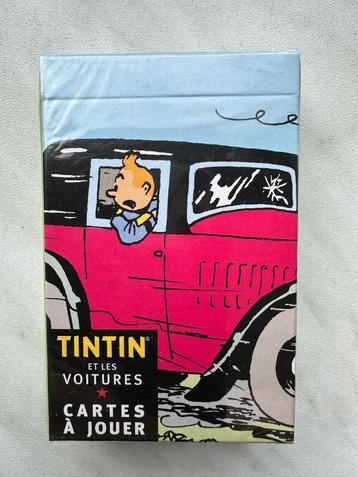 TINTIN®
ET LES
VOITURES
CARTES
À JOUER